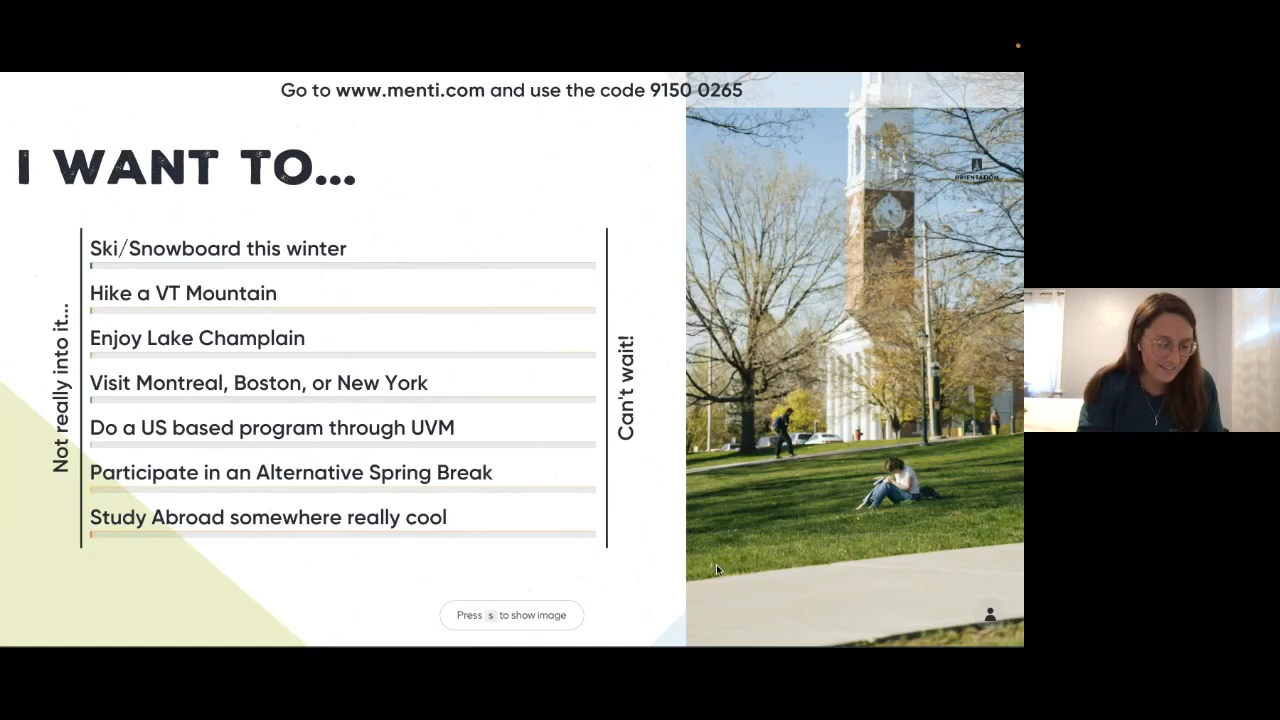 Go to www.menti.com and use the code 9150 0265
I WANT TO...
ORIENTATION
Not really into it...
Ski/Snowboard this winter
Hike a VT Mountain
Enjoy Lake Champlain
Visit Montreal, Boston, or New York
Do a US based program through UVM
Participate in an Alternative Spring Break
Study Abroad somewhere really cool
Can't wait!
Press s to show image